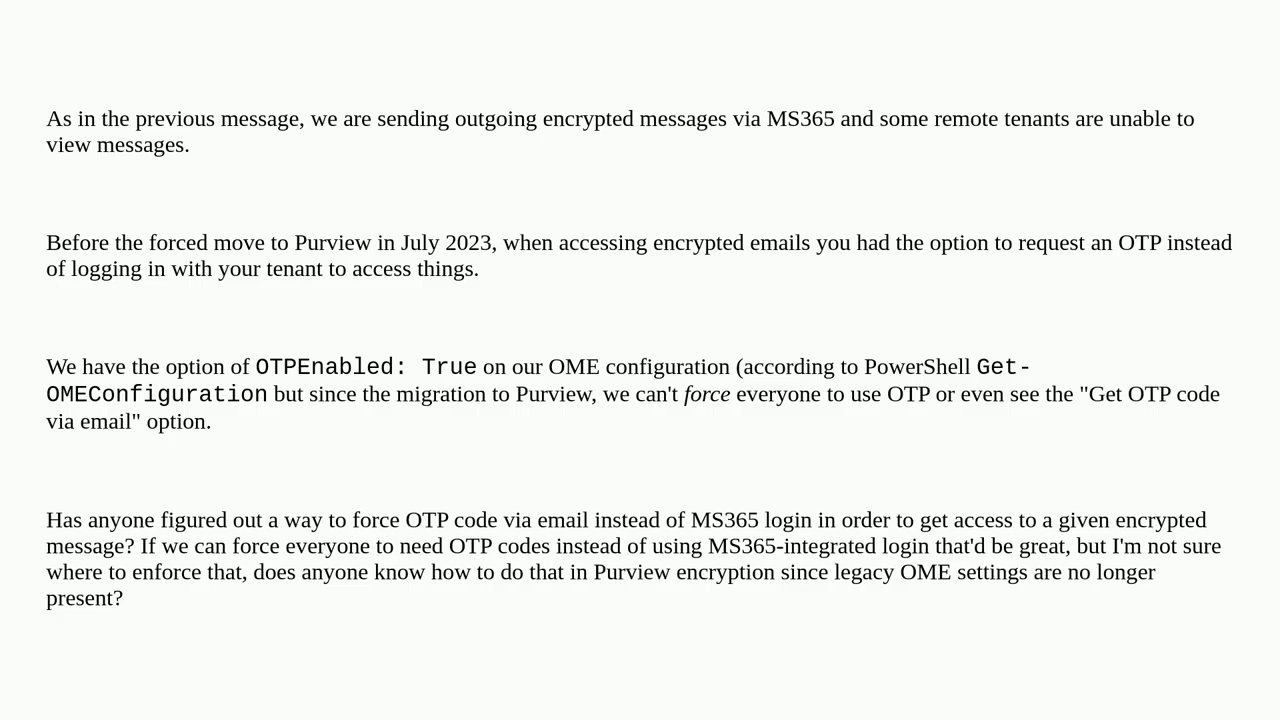 As in the previous message, we are sending outgoing encrypted messages via MS365 and some remote tenants are unable to
view messages.
Before the forced move to Purview in July 2023, when accessing encrypted emails you had the option to request an OTP instead
of logging in with your tenant to access things.
We have the option of OTPEnabled: True on our OME configuration (according to PowerShell Get-
OMEConfiguration but since the migration to Purview, we can't force everyone to use OTP or even see the "Get OTP code
via email" option.
Has anyone figured out a way to force OTP code via email instead of MS365 login in order to get access to a given encrypted
message? If we can force everyone to need OTP codes instead of using MS365-integrated login that'd be great, but I'm not sure
where to enforce that, does anyone know how to do that in Purview encryption since legacy OME settings are no longer
present?